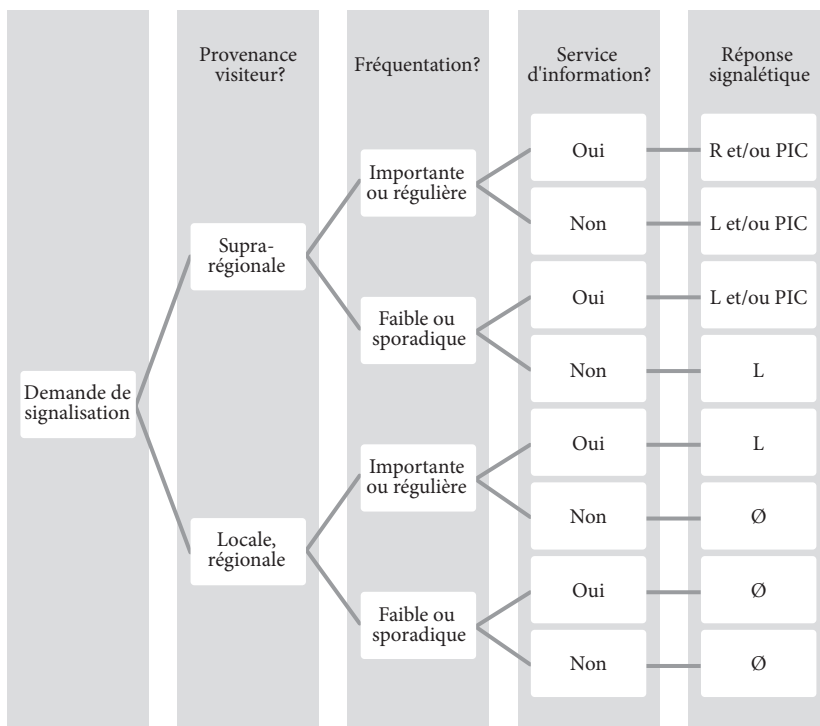 Provenance
visiteur?
Fréquentation?
Service
d'information?
Réponse
signalétique
Demande de
signalisation
Supra-
régionale
Locale,
régionale
Importante
ou régulière
Faible ou
sporadique
Importante
ou régulière
Faible ou
sporadique
Oui
R et/ou PIC
Non
L et/ou PIC
Oui
L et/ou PIC
Non
L
Oui
L
Non
Ø
Oui
Ø
Non
Ø